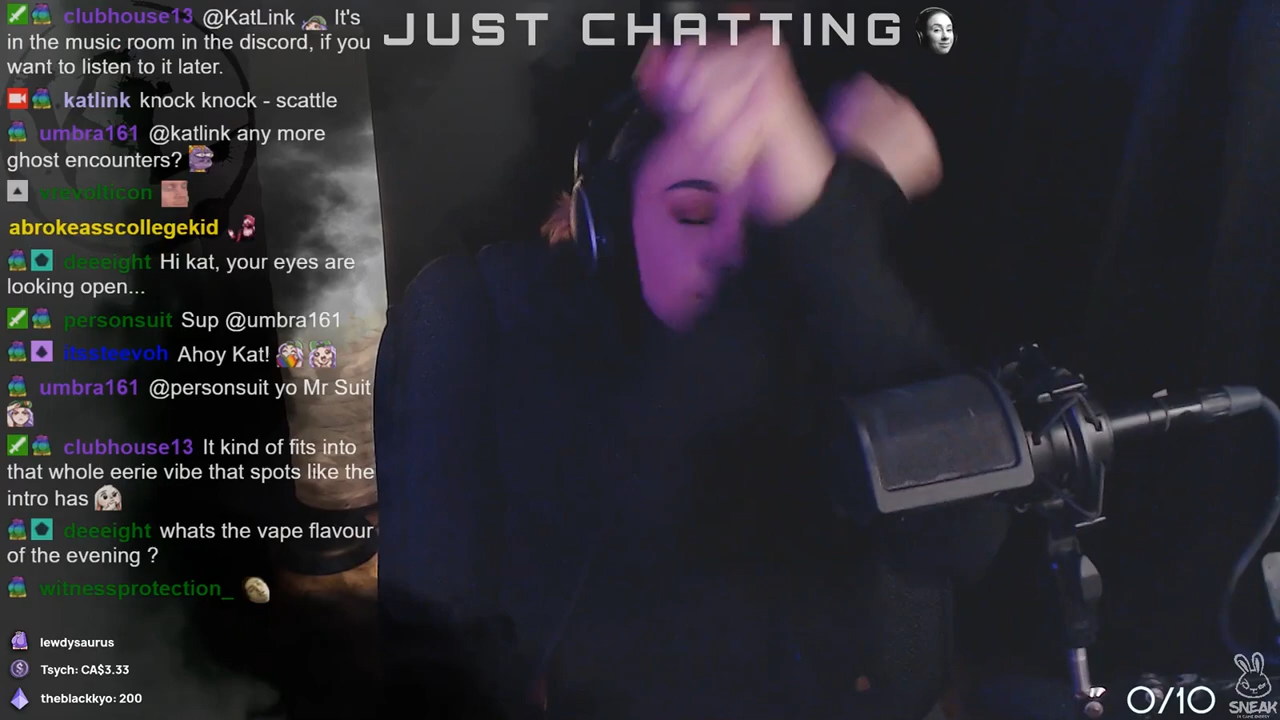 JUST CHATTING
clubhouse13 @KatLink It's
in the music room in the discord, if you
want to listen to it later.
katlink knock knock - scattle
umbra161 @katlink any more
ghost encounters?
vrevolticon
abrokeasscollegekid
deeeight Hi kat, your eyes are
looking open...
personsuit Sup @umbra161
itssteevoh Ahoy Kat!
umbra161 @personsuit yo Mr Suit
clubhouse13 It kind of fits into
that whole eerie vibe that spots like the
intro has
deeeight whats the vape flavour
of the evening ?
witnessprotection_
lewdysaurus
Tsych: CA$3.33
theblackkyo: 200
0/10
SNEAK